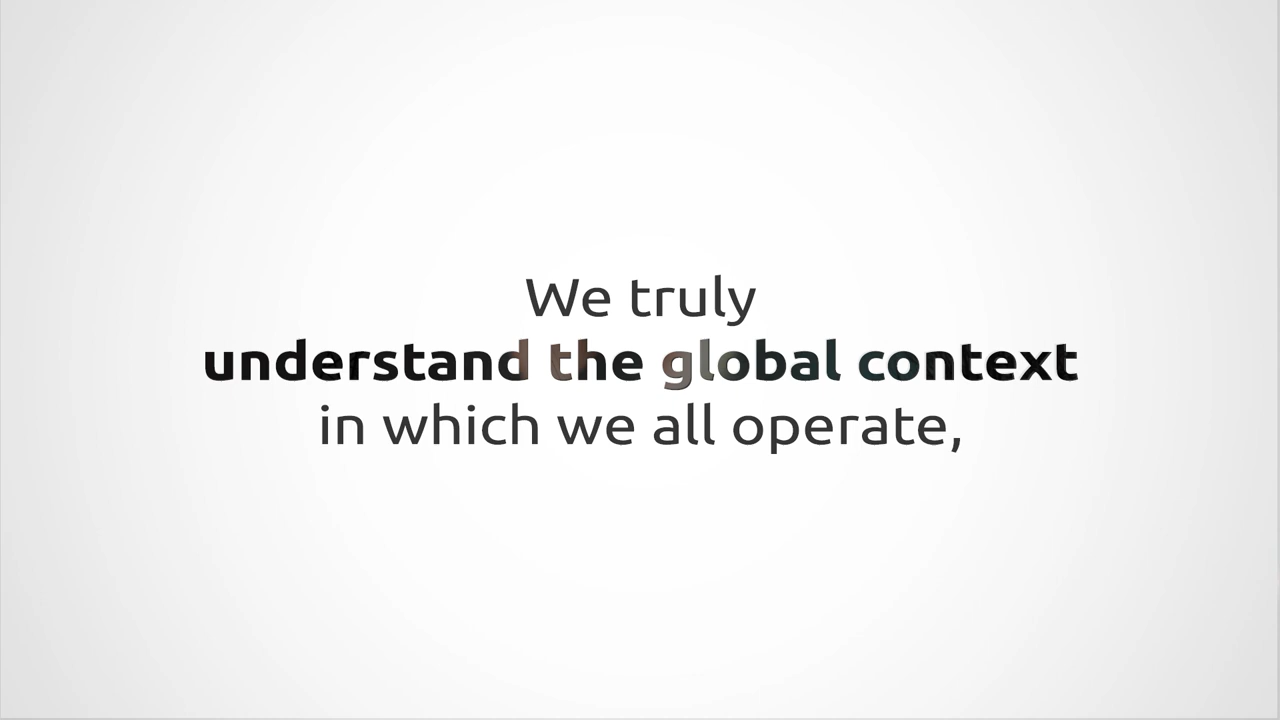 We truly
understand the global context
in which we all operate,